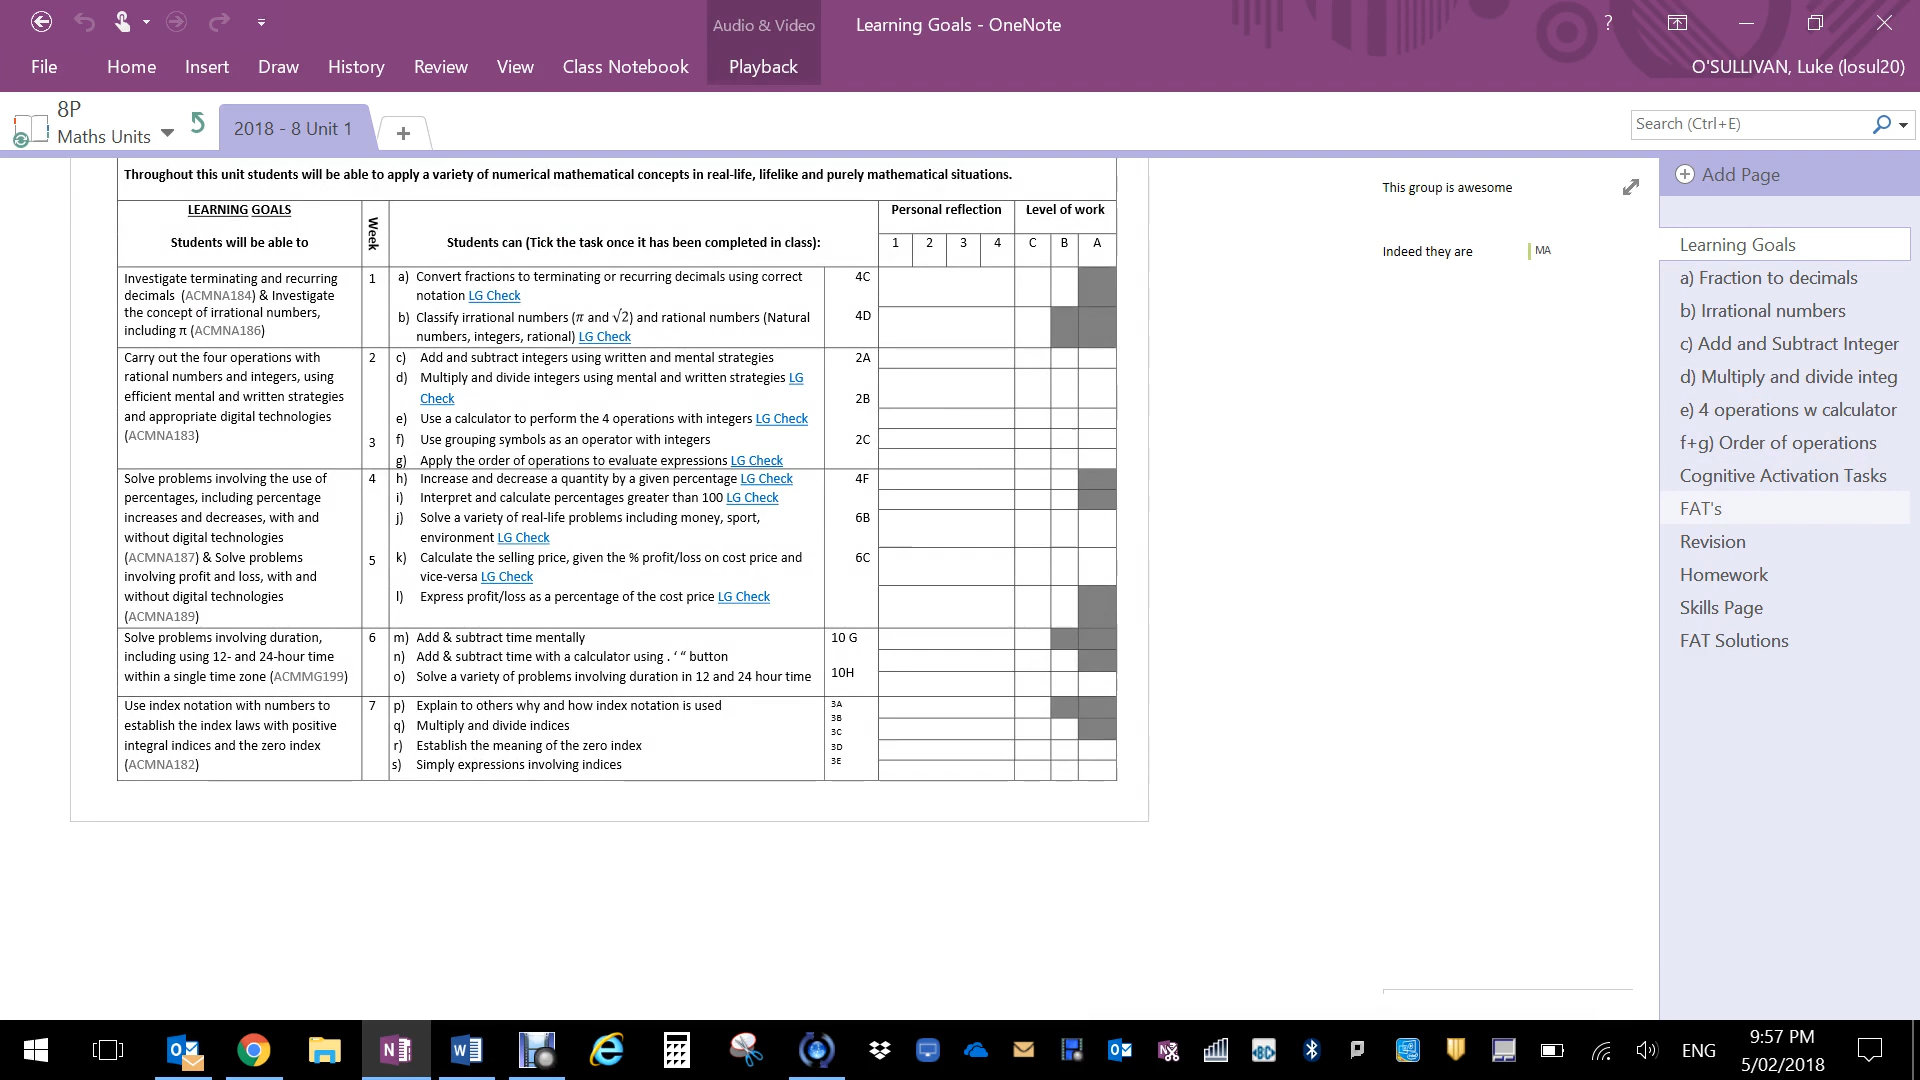 Audio & Video
Learning Goals - OneNote
?
File
Home
Insert
Draw
History
Review
View
Class Notebook
Playback
O'SULLIVAN, Luke (losul20)
8P
Maths Units
2018 - 8 Unit 1
+
Search (Ctrl+E)
Throughout this unit students will be able to apply a variety of numerical mathematical concepts in real-life, lifelike and purely mathematical situations.
LEARNING GOALS
Students will be able to
Week
Students can (Tick the task once it has been completed in class):
Personal reflection
Level of work
1 2 3 4 C B A
Investigate terminating and recurring
decimals (ACMNA184) & Investigate
the concept of irrational numbers,
including π (ACMNA186)
1
a) Convert fractions to terminating or recurring decimals using correct
notation LG Check
4C
b) Classify irrational numbers (π and √2) and rational numbers (Natural
numbers, integers, rational) LG Check
4D
Carry out the four operations with
rational numbers and integers, using
efficient mental and written strategies
and appropriate digital technologies
(ACMNA183)
2
3
c) Add and subtract integers using written and mental strategies
2A
d) Multiply and divide integers using mental and written strategies LG
Check
2B
e) Use a calculator to perform the 4 operations with integers LG Check
f) Use grouping symbols as an operator with integers
2C
g) Apply the order of operations to evaluate expressions LG Check
Solve problems involving the use of
percentages, including percentage
increases and decreases, with and
without digital technologies
(ACMNA187) & Solve problems
involving profit and loss, with and
without digital technologies
(ACMNA189)
4
5
h) Increase and decrease a quantity by a given percentage LG Check
4F
i) Interpret and calculate percentages greater than 100 LG Check
j) Solve a variety of real-life problems including money, sport,
environment LG Check
6B
k) Calculate the selling price, given the % profit/loss on cost price and
vice-versa LG Check
6C
l) Express profit/loss as a percentage of the cost price LG Check
Solve problems involving duration,
including using 12- and 24-hour time
within a single time zone (ACMMG199)
6
m) Add & subtract time mentally
10 G
n) Add & subtract time with a calculator using . ‘ “ button
o) Solve a variety of problems involving duration in 12 and 24 hour time
10H
Use index notation with numbers to
establish the index laws with positive
integral indices and the zero index
(ACMNA182)
7
p) Explain to others why and how index notation is used
q) Multiply and divide indices
r) Establish the meaning of the zero index
s) Simply expressions involving indices
3A
3B
3C
3D
3E
This group is awesome
Indeed they are
MA
Add Page
Learning Goals
a) Fraction to decimals
b) Irrational numbers
c) Add and Subtract Integer
d) Multiply and divide integ
e) 4 operations w calculator
f+g) Order of operations
Cognitive Activation Tasks
FAT's
Revision
Homework
Skills Page
FAT Solutions
ENG
9:57 PM
5/02/2018